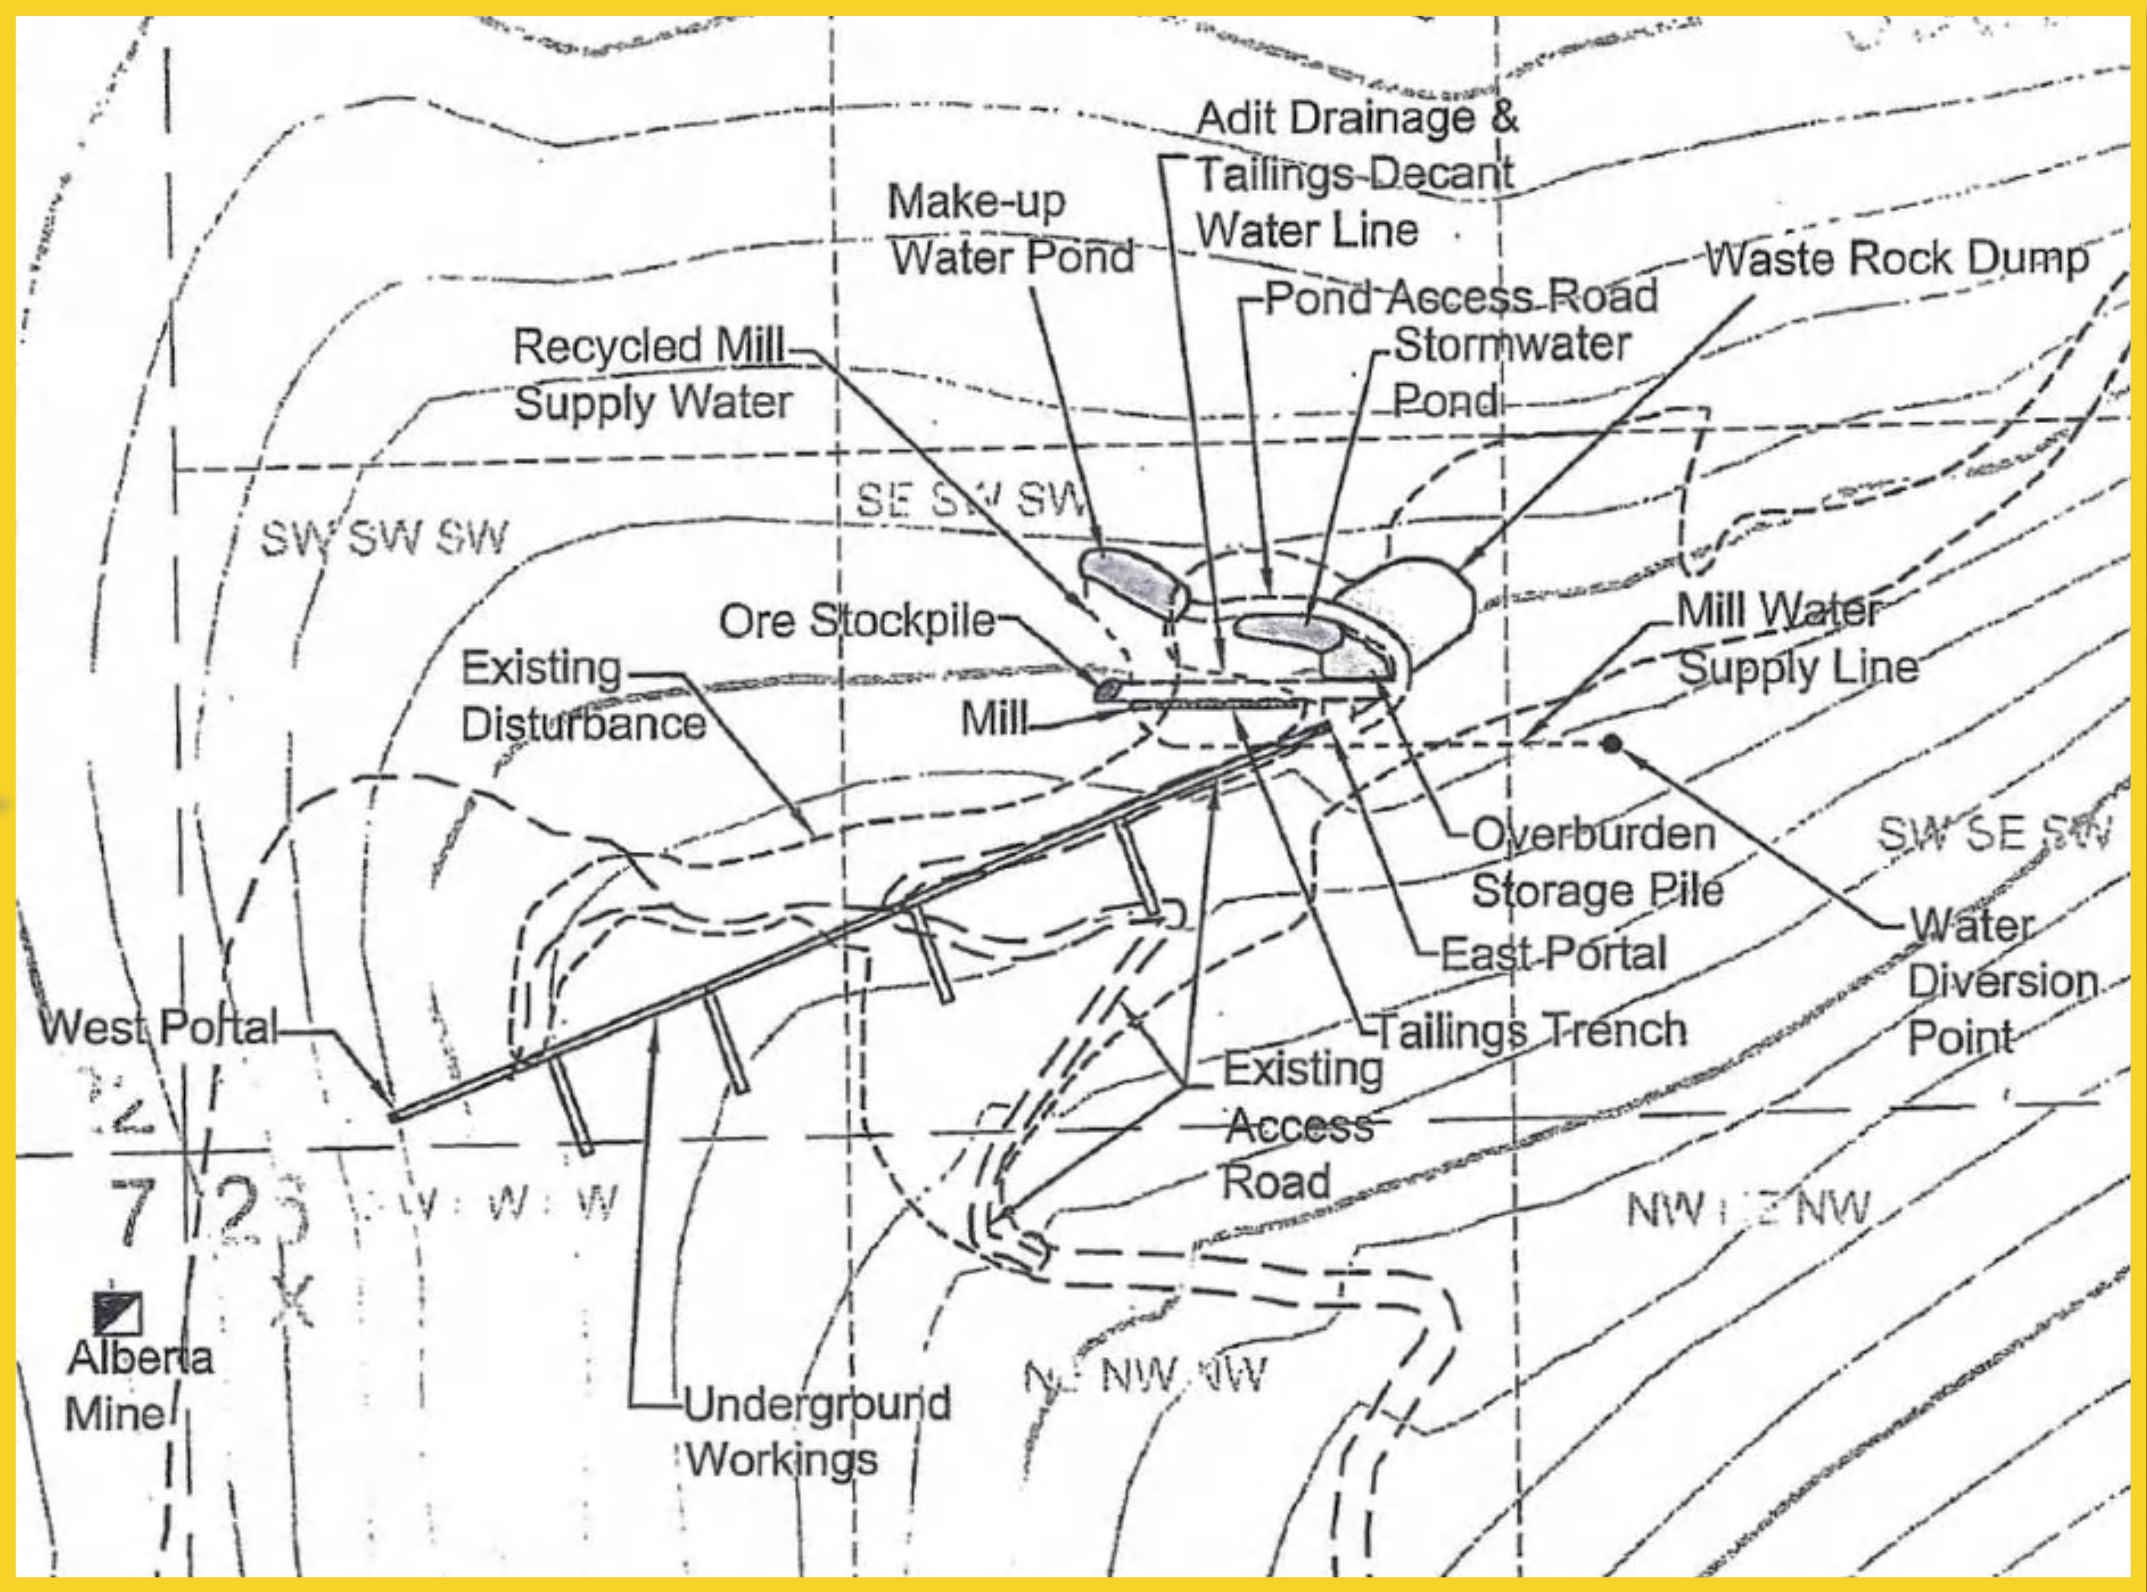 Adit Drainage &
Tailings Decant
Water Line
Make-up
Water Pond
Waste Rock Dump
Pond Access Road
Stormwater
Pond
Recycled Mill
Supply Water
SE SW SW
SW SW SW
Ore Stockpile
Mill Water
Supply Line
Existing
Disturbance
Mill
Overburden
Storage Pile
SW SE SW
East Portal
Water
Diversion
Point
West Portal
Tailings Trench
Existing
Access
Road
7
NW NW
NW NW
Alberta
Mine
Underground
Workings